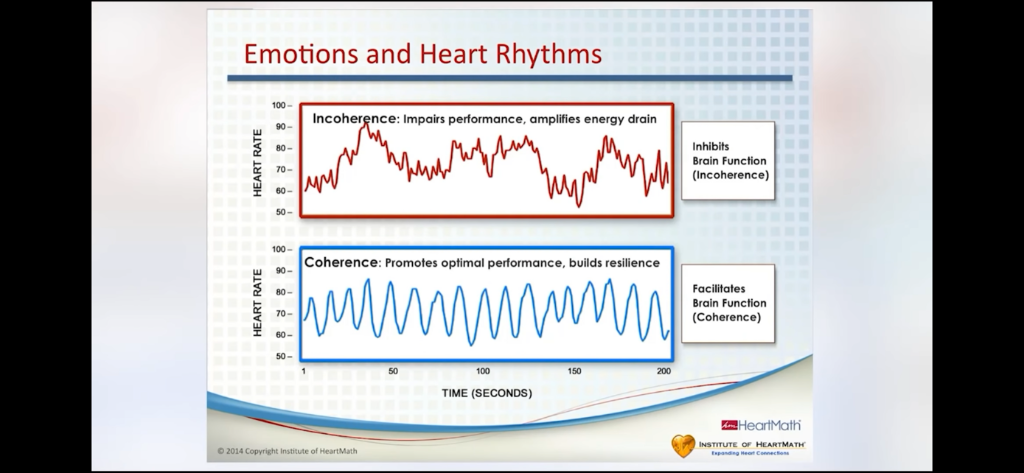 Emotions and Heart Rhythms
100
90
80
70
60
50
HEART RATE
Incoherence: Impairs performance, amplifies energy drain
Inhibits
Brain Function
(Incoherence)
100
90
80
70
60
50
HEART RATE
Coherence: Promotes optimal performance, builds resilience
Facilitates
Brain Function
(Coherence)
1 50 100 150 200
TIME (SECONDS)
HeartMath
INSTITUTE OF HEARTMATH
Expanding Heart Connections
© 2014 Copyright Institute of HeartMath